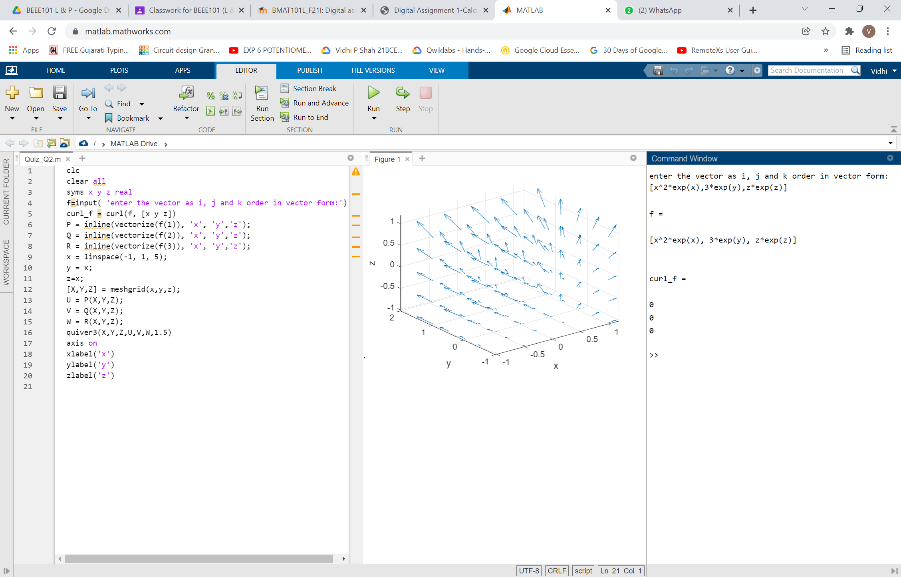 BEEE101 L & P - Google D
Classwork for BEEE101 (L &
BMAT101L_F21I: Digital as
Digital Assignment 1-Calc
MATLAB
(2) WhatsApp
matlab.mathworks.com
V
Apps
FREE Gujarati Typin...
Circuit design Gran...
EXP 6 POTENTIOME...
Vidhi P Shah 21BCE...
Qwiklabs - Hands-...
Google Cloud Esse...
30 Days of Google...
RemoteXs User Gui...
»
Reading list
HOME
PLOTS
APPS
EDITOR
PUBLISH
FILE VERSIONS
VIEW
Search Documentation
Vidhi
New
Open
Save
Go To
Find
Bookmark
Refactor
Run Section
Section Break
Run and Advance
Run to End
Run
Step
Stop
FILE
NAVIGATE
CODE
SECTION
RUN
/ > MATLAB Drive >
CURRENT FOLDER
WORKSPACE
Quiz_Q2.m
1 clc
2 clear all
3 syms x y z real
4 f=input( 'enter the vector as i, j and k order in vector form:')
5 curl_f = curl(f, [x y z])
6 P = inline(vectorize(f(1)), 'x', 'y','z');
7 Q = inline(vectorize(f(2)), 'x', 'y','z');
8 R = inline(vectorize(f(3)), 'x', 'y','z');
9 x = linspace(-1, 1, 5);
10 y = x;
11 z=x;
12 [X,Y,Z] = meshgrid(x,y,z);
13 U = P(X,Y,Z);
14 V = Q(X,Y,Z);
15 W = R(X,Y,Z);
16 quiver3(X,Y,Z,U,V,W,1.5)
17 axis on
18 xlabel('x')
19 ylabel('y')
20 zlabel('z')
21
Figure 1
1
0.5
0
-0.5
-1
z
2
1
0
-1
y
-1
-0.5
0
0.5
1
x
Command Window
enter the vector as i, j and k order in vector form:
[x^2*exp(x),3*exp(y),z*exp(z)]
f =
[x^2*exp(x), 3*exp(y), z*exp(z)]
curl_f =
0
0
0
>>
UTF-8
CRLF
script
Ln 21 Col 1